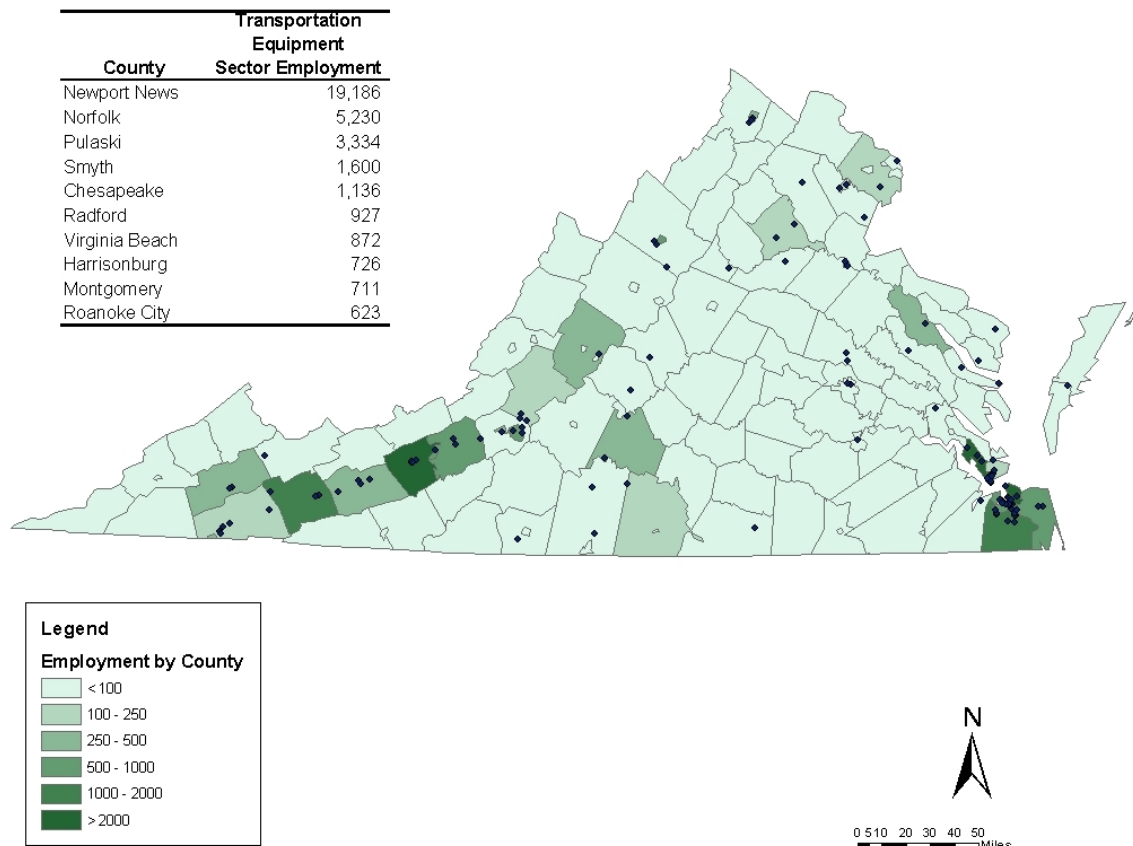 Transportation
Equipment
County Sector Employment
Newport News 19,186
Norfolk 5,230
Pulaski 3,334
Smyth 1,600
Chesapeake 1,136
Radford 927
Virginia Beach 872
Harrisonburg 726
Montgomery 711
Roanoke City 623
Legend
Employment by County
< 100
100 - 250
250 - 500
500 - 1000
1000 - 2000
> 2000
N
0 5 10 20 30 40 50
Miles